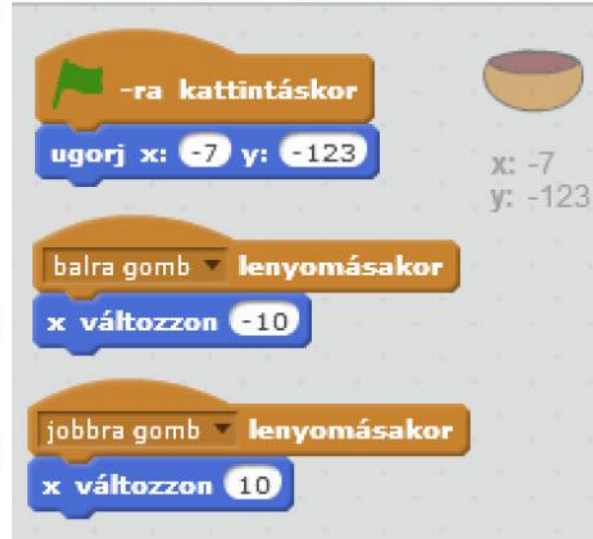 -ra kattintáskor
ugorj x: -7 y: -123
x: -7
y: -123
balra gomb lenyomásakor
x változzon -10
jobbra gomb lenyomásakor
x változzon 10